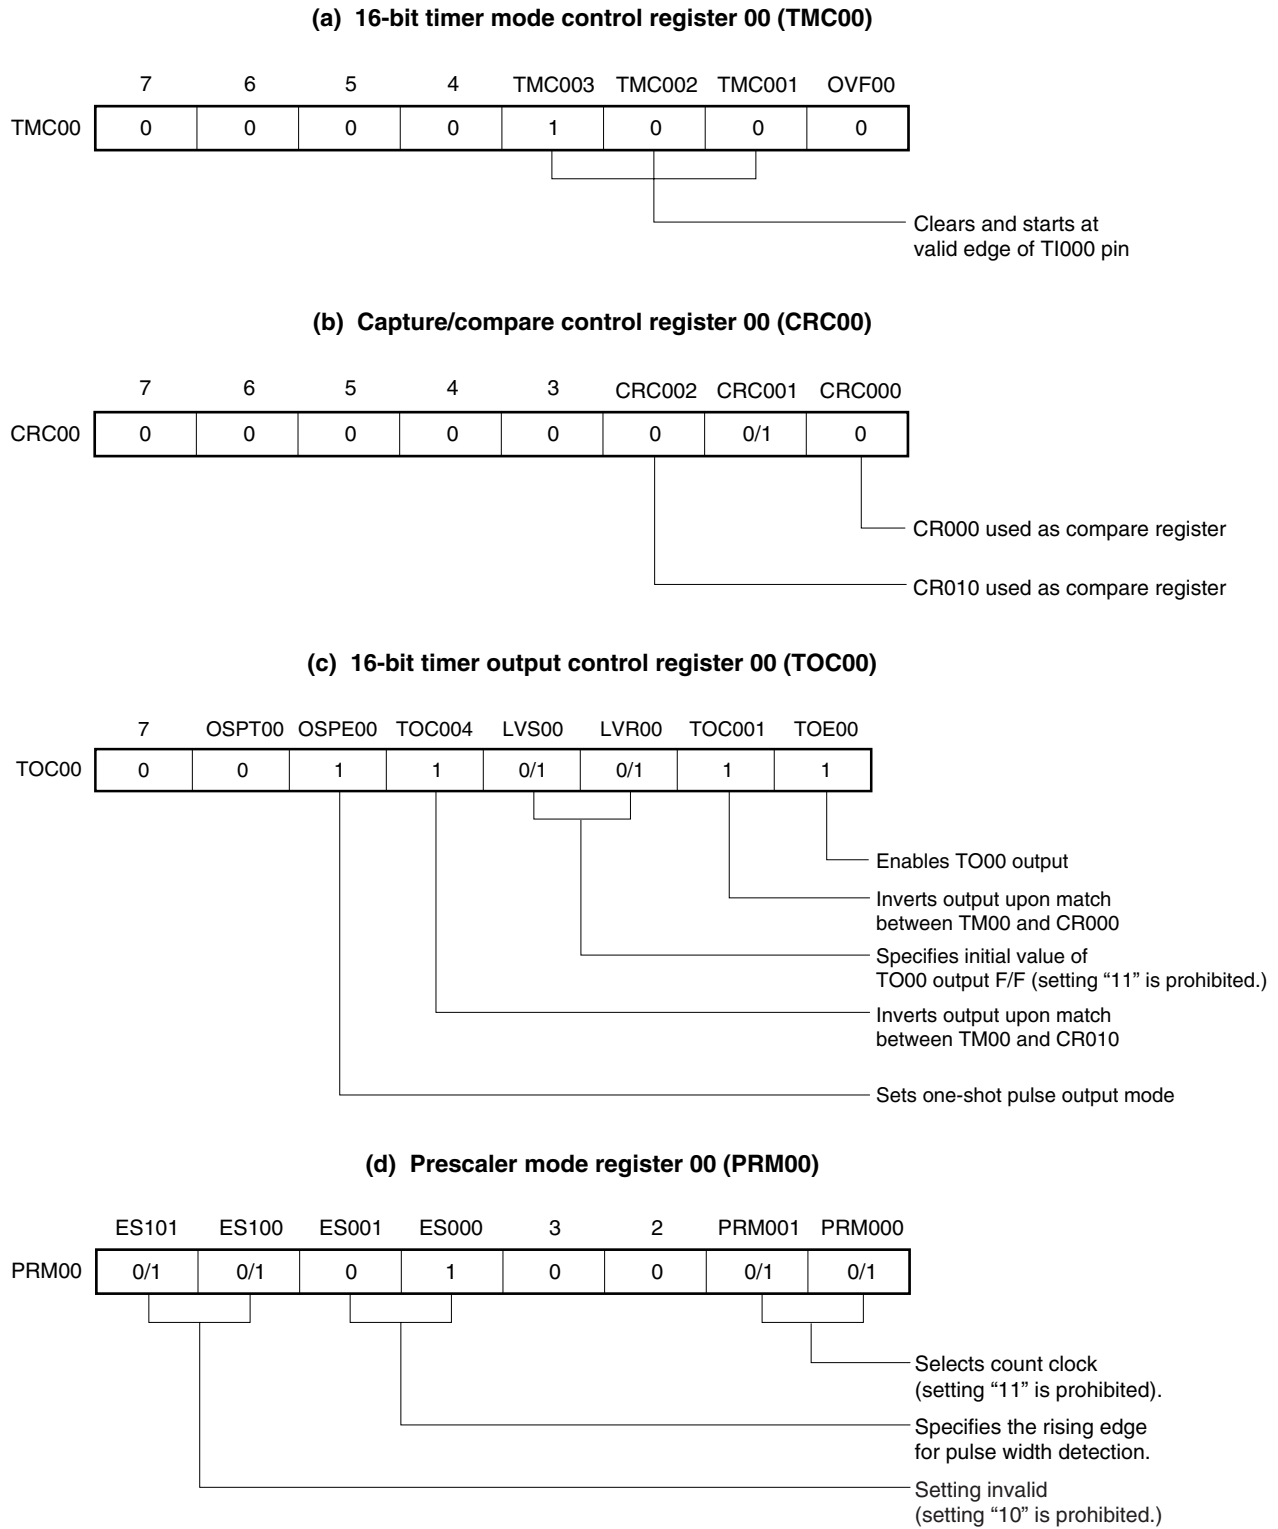 (a) 16-bit timer mode control register 00 (TMC00)
7 6 5 4 TMC003 TMC002 TMC001 OVF00
TMC00 0 0 0 0 1 0 0 0
Clears and starts at
valid edge of TI000 pin
(b) Capture/compare control register 00 (CRC00)
7 6 5 4 3 CRC002 CRC001 CRC000
CRC00 0 0 0 0 0 0 0/1 0
CR000 used as compare register
CR010 used as compare register
(c) 16-bit timer output control register 00 (TOC00)
7 OSPT00 OSPE00 TOC004 LVS00 LVR00 TOC001 TOE00
TOC00 0 0 1 1 0/1 0/1 1 1
Enables TO00 output
Inverts output upon match
between TM00 and CR000
Specifies initial value of
TO00 output F/F (setting “11” is prohibited.)
Inverts output upon match
between TM00 and CR010
Sets one-shot pulse output mode
(d) Prescaler mode register 00 (PRM00)
ES101 ES100 ES001 ES000 3 2 PRM001 PRM000
PRM00 0/1 0/1 0 1 0 0 0/1 0/1
Selects count clock
(setting “11” is prohibited).
Specifies the rising edge
for pulse width detection.
Setting invalid
(setting “10” is prohibited.)